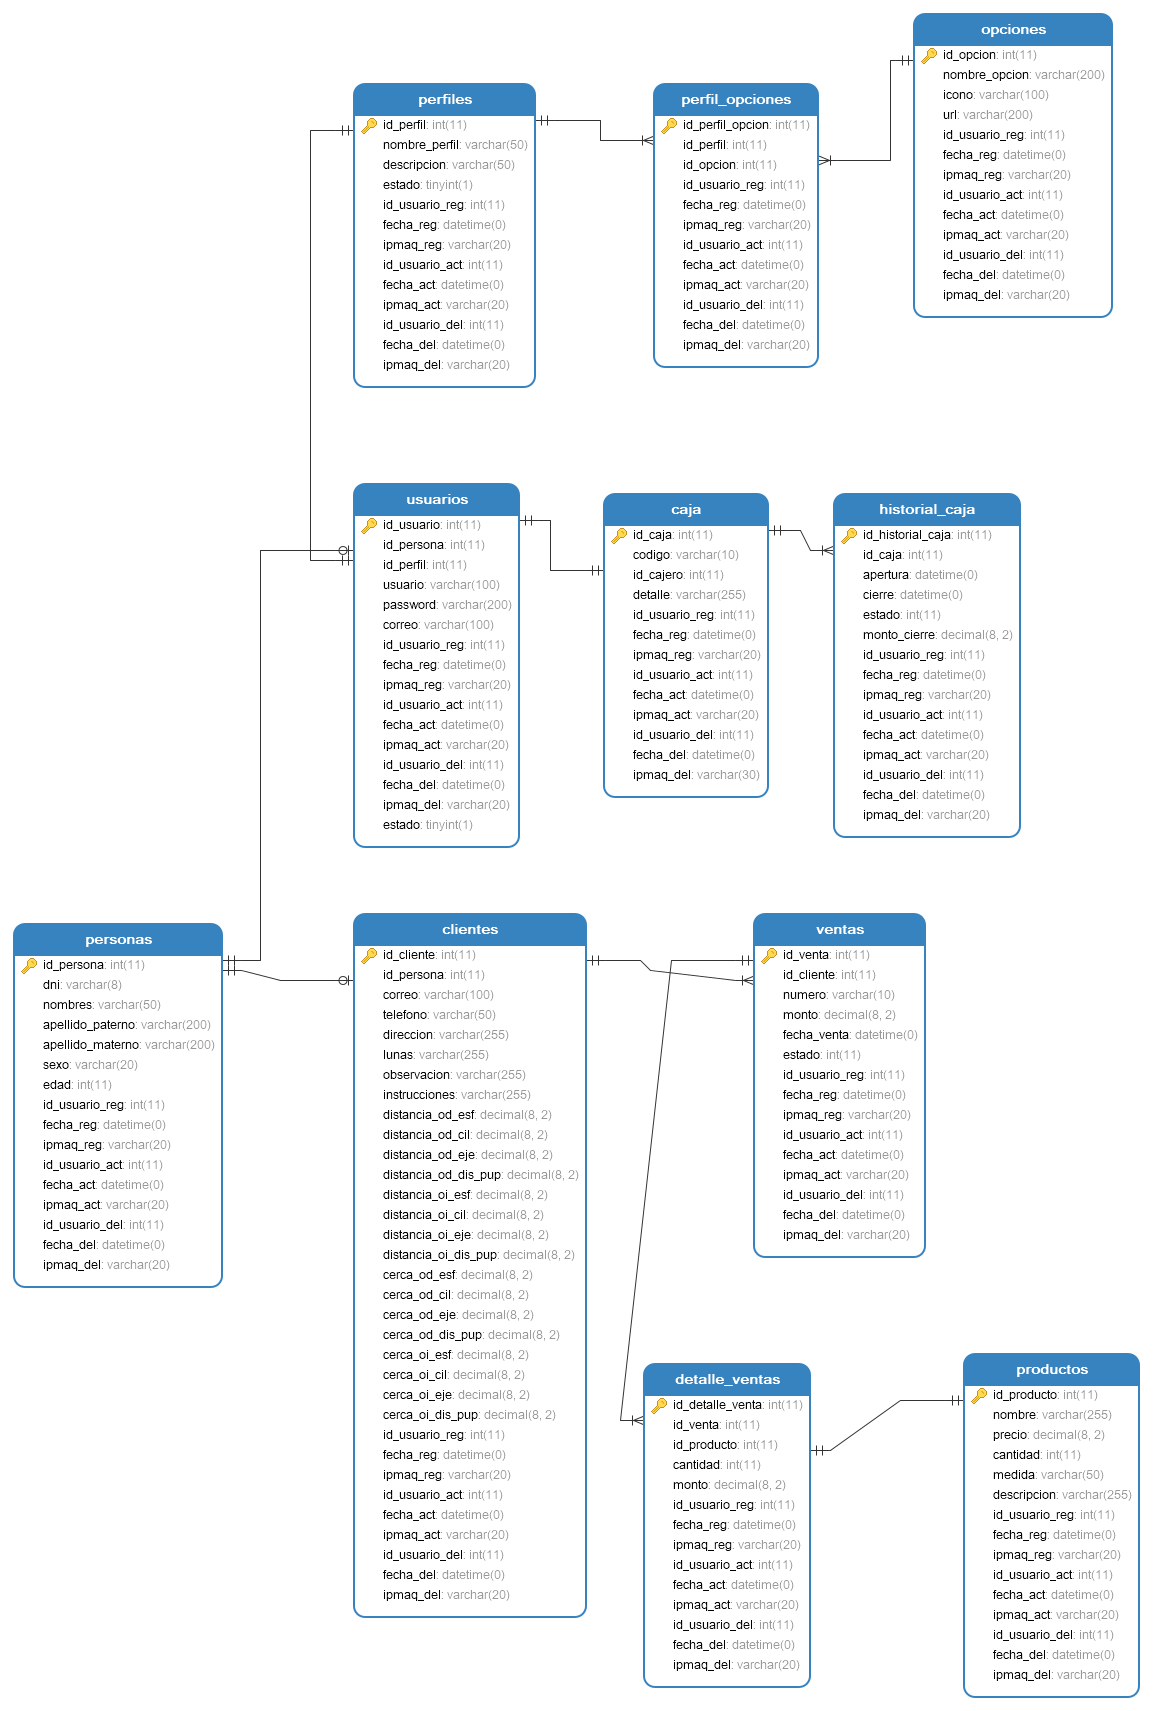 opciones
id_opcion: int(11)
nombre_opcion: varchar(200)
icono: varchar(100)
url: varchar(200)
id_usuario_reg: int(11)
fecha_reg: datetime(0)
ipmaq_reg: varchar(20)
id_usuario_act: int(11)
fecha_act: datetime(0)
ipmaq_act: varchar(20)
id_usuario_del: int(11)
fecha_del: datetime(0)
ipmaq_del: varchar(20)
perfiles
id_perfil: int(11)
nombre_perfil: varchar(50)
descripcion: varchar(50)
estado: tinyint(1)
id_usuario_reg: int(11)
fecha_reg: datetime(0)
ipmaq_reg: varchar(20)
id_usuario_act: int(11)
fecha_act: datetime(0)
ipmaq_act: varchar(20)
id_usuario_del: int(11)
fecha_del: datetime(0)
ipmaq_del: varchar(20)
perfil_opciones
id_perfil_opcion: int(11)
id_perfil: int(11)
id_opcion: int(11)
id_usuario_reg: int(11)
fecha_reg: datetime(0)
ipmaq_reg: varchar(20)
id_usuario_act: int(11)
fecha_act: datetime(0)
ipmaq_act: varchar(20)
id_usuario_del: int(11)
fecha_del: datetime(0)
ipmaq_del: varchar(20)
usuarios
id_usuario: int(11)
id_persona: int(11)
id_perfil: int(11)
usuario: varchar(100)
password: varchar(200)
correo: varchar(100)
id_usuario_reg: int(11)
fecha_reg: datetime(0)
ipmaq_reg: varchar(20)
id_usuario_act: int(11)
fecha_act: datetime(0)
ipmaq_act: varchar(20)
id_usuario_del: int(11)
fecha_del: datetime(0)
ipmaq_del: varchar(20)
estado: tinyint(1)
caja
id_caja: int(11)
codigo: varchar(10)
id_cajero: int(11)
detalle: varchar(255)
id_usuario_reg: int(11)
fecha_reg: datetime(0)
ipmaq_reg: varchar(20)
id_usuario_act: int(11)
fecha_act: datetime(0)
ipmaq_act: varchar(20)
id_usuario_del: int(11)
fecha_del: datetime(0)
ipmaq_del: varchar(30)
historial_caja
id_historial_caja: int(11)
id_caja: int(11)
apertura: datetime(0)
cierre: datetime(0)
estado: int(11)
monto_cierre: decimal(8, 2)
id_usuario_reg: int(11)
fecha_reg: datetime(0)
ipmaq_reg: varchar(20)
id_usuario_act: int(11)
fecha_act: datetime(0)
ipmaq_act: varchar(20)
id_usuario_del: int(11)
fecha_del: datetime(0)
ipmaq_del: varchar(20)
personas
id_persona: int(11)
dni: varchar(8)
nombres: varchar(50)
apellido_paterno: varchar(200)
apellido_materno: varchar(200)
sexo: varchar(20)
edad: int(11)
id_usuario_reg: int(11)
fecha_reg: datetime(0)
ipmaq_reg: varchar(20)
id_usuario_act: int(11)
fecha_act: datetime(0)
ipmaq_act: varchar(20)
id_usuario_del: int(11)
fecha_del: datetime(0)
ipmaq_del: varchar(20)
clientes
id_cliente: int(11)
id_persona: int(11)
correo: varchar(100)
telefono: varchar(50)
direccion: varchar(255)
lunas: varchar(255)
observacion: varchar(255)
instrucciones: varchar(255)
distancia_od_esf: decimal(8, 2)
distancia_od_cil: decimal(8, 2)
distancia_od_eje: decimal(8, 2)
distancia_od_dis_pup: decimal(8, 2)
distancia_oi_esf: decimal(8, 2)
distancia_oi_cil: decimal(8, 2)
distancia_oi_eje: decimal(8, 2)
distancia_oi_dis_pup: decimal(8, 2)
cerca_od_esf: decimal(8, 2)
cerca_od_cil: decimal(8, 2)
cerca_od_eje: decimal(8, 2)
cerca_od_dis_pup: decimal(8, 2)
cerca_oi_esf: decimal(8, 2)
cerca_oi_cil: decimal(8, 2)
cerca_oi_eje: decimal(8, 2)
cerca_oi_dis_pup: decimal(8, 2)
id_usuario_reg: int(11)
fecha_reg: datetime(0)
ipmaq_reg: varchar(20)
id_usuario_act: int(11)
fecha_act: datetime(0)
ipmaq_act: varchar(20)
id_usuario_del: int(11)
fecha_del: datetime(0)
ipmaq_del: varchar(20)
ventas
id_venta: int(11)
id_cliente: int(11)
numero: varchar(10)
monto: decimal(8, 2)
fecha_venta: datetime(0)
estado: int(11)
id_usuario_reg: int(11)
fecha_reg: datetime(0)
ipmaq_reg: varchar(20)
id_usuario_act: int(11)
fecha_act: datetime(0)
ipmaq_act: varchar(20)
id_usuario_del: int(11)
fecha_del: datetime(0)
ipmaq_del: varchar(20)
detalle_ventas
id_detalle_venta: int(11)
id_venta: int(11)
id_producto: int(11)
cantidad: int(11)
monto: decimal(8, 2)
id_usuario_reg: int(11)
fecha_reg: datetime(0)
ipmaq_reg: varchar(20)
id_usuario_act: int(11)
fecha_act: datetime(0)
ipmaq_act: varchar(20)
id_usuario_del: int(11)
fecha_del: datetime(0)
ipmaq_del: varchar(20)
productos
id_producto: int(11)
nombre: varchar(255)
precio: decimal(8, 2)
cantidad: int(11)
medida: varchar(50)
descripcion: varchar(255)
id_usuario_reg: int(11)
fecha_reg: datetime(0)
ipmaq_reg: varchar(20)
id_usuario_act: int(11)
fecha_act: datetime(0)
ipmaq_act: varchar(20)
id_usuario_del: int(11)
fecha_del: datetime(0)
ipmaq_del: varchar(20)